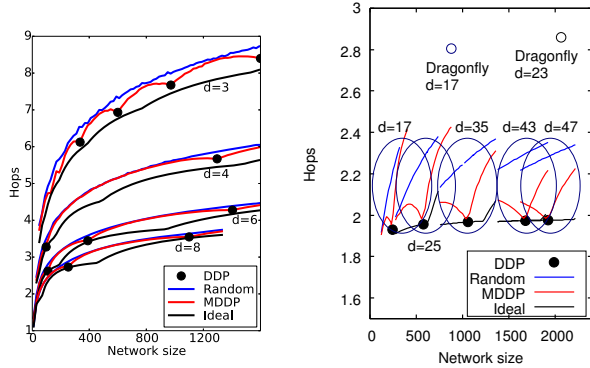 9
8
7
6
5
4
3
2
1
Hops
d=3
d=4
d=6
d=8
DDP
Random
MDDP
Ideal
0 400 800 1200
Network size
3
2.8
2.6
2.4
2.2
2
1.8
1.6
Hops
Dragonfly
d=17
Dragonfly
d=23
d=17 d=35 d=43 d=47
d=25
DDP
Random
MDDP
Ideal
0 500 1000 1500 2000
Network size